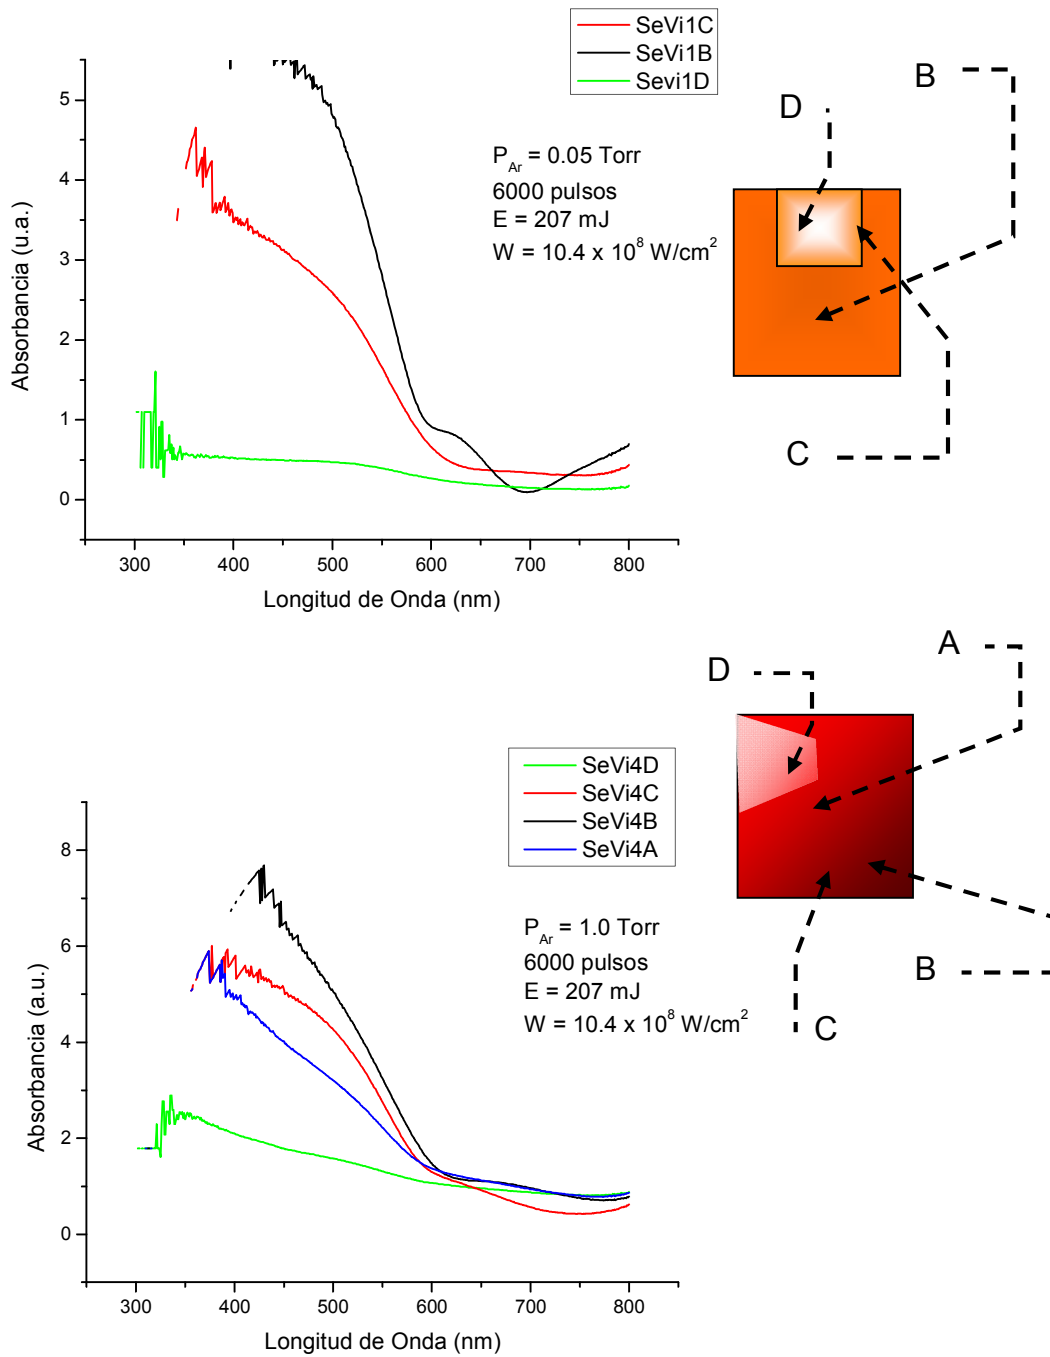 SeVi1C
SeVi1B
Sevi1D
B
D
P_Ar = 0.05 Torr
6000 pulsos
E = 207 mJ
W = 10.4 x 10^8 W/cm^2
C
5
4
3
2
1
0
Absorbancia (u.a.)
300 400 500 600 700 800
Longitud de Onda (nm)
A
D
SeVi4D
SeVi4C
SeVi4B
SeVi4A
P_Ar = 1.0 Torr
6000 pulsos
E = 207 mJ
W = 10.4 x 10^8 W/cm^2
B
C
8
6
4
2
0
Absorbancia (a.u.)
300 400 500 600 700 800
Longitud de Onda (nm)